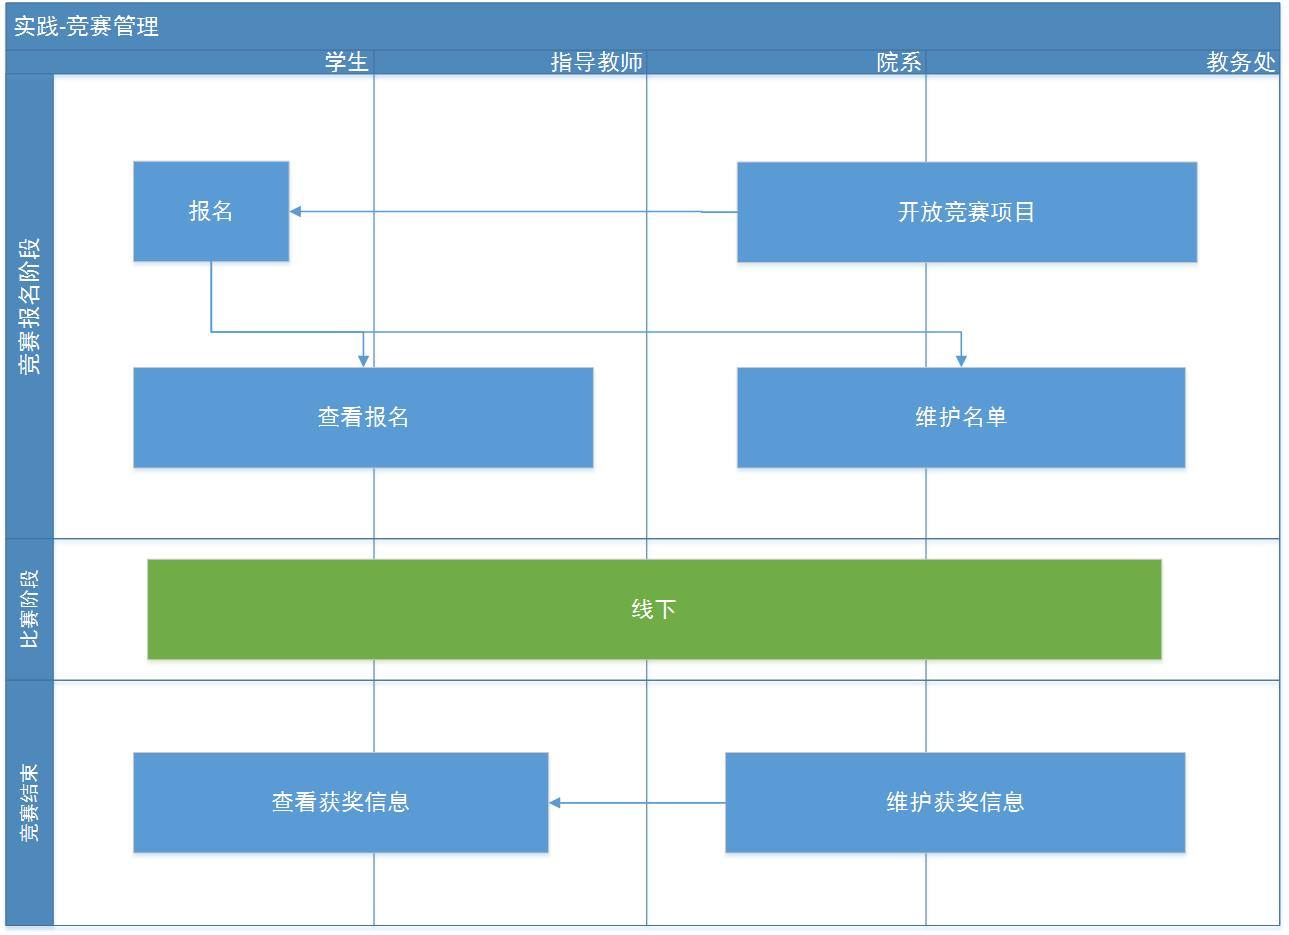 实践-竞赛管理
学生
指导教师
院系
教务处
竞赛报名阶段
报名
开放竞赛项目
查看报名
维护名单
比赛阶段
线下
竞赛结束
查看获奖信息
维护获奖信息